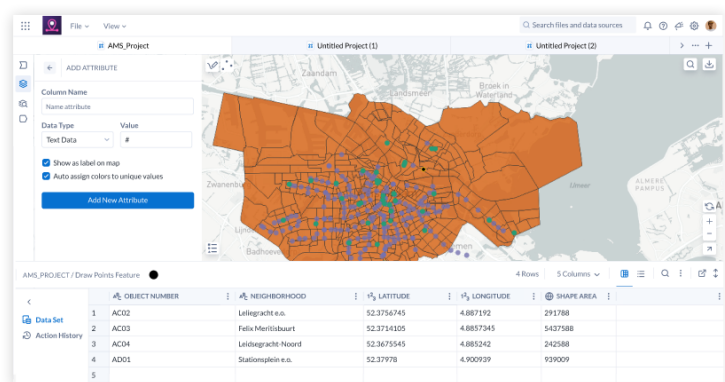 File View Search files and data sources
AMS_Project Untitled Project (1) Untitled Project (2)
ADD ATTRIBUTE
Column Name
Name attribute
Data Type Value
Text Data #
Show as label on map
Auto assign colors to unique values
Add New Attribute
Zaandam
Landsmeer
Broek in
Waterland
Zwanenbu
IJmeer
ALMERE
PAMPUS
A
Lijn
Badhoeve
emen
AMS_PROJECT / Draw Points Feature 4 Rows 5 Columns
OBJECT NUMBER NEIGHBORHOOD LATITUDE LONGITUDE SHAPE AREA
Data Set
Action History
1 AC02 Leliegracht e.o. 52.3756745 4.887192 291788
2 AC03 Felix Meritisbuurt 52.3714105 4.8857345 5437588
3 AC04 Leidsegracht-Noord 52.3675545 4.885242 242588
4 AD01 Stationsplein e.o. 52.37978 4.900939 939009
5